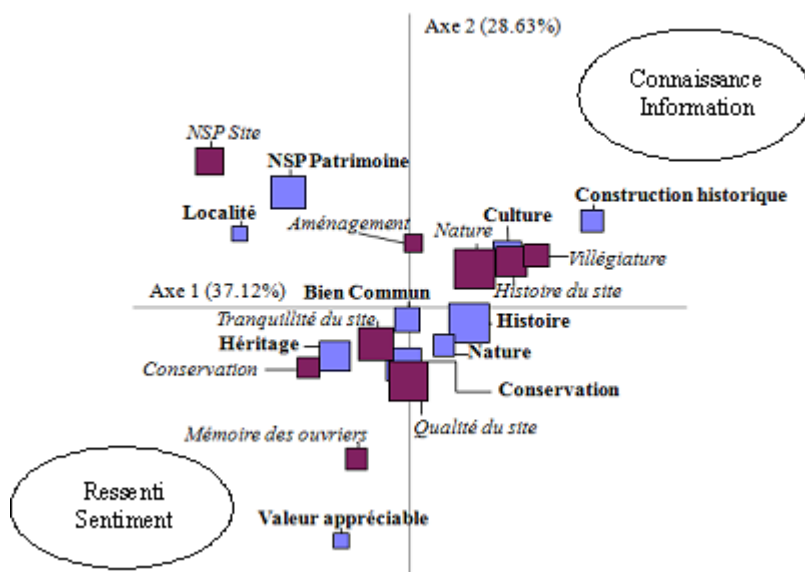 Axe 2 (28.63%)
Connaissance
Information
NSP Site
NSP Patrimoine
Construction historique
Localité
Culture
Nature
Aménagement
Villégiature
Axe 1 (37.12%)
Bien Commun
Histoire du site
Tranquillité du site
Histoire
Héritage
Nature
Conservation
Conservation
Mémoire des ouvriers
Qualité du site
Ressenti
Sentiment
Valeur appréciable